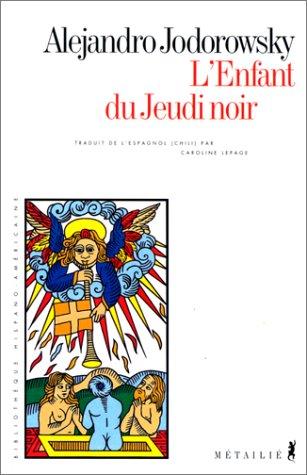 Alejandro Jodorowsky
L'Enfant
du Jeudi noir
TRADUIT DE L'ESPAGNOL (CHILI) PAR
CAROLINE LEPAGE
BIBLIOTHÈQUE HISPANO-AMÉRICAINE
MÉTAILIÉ